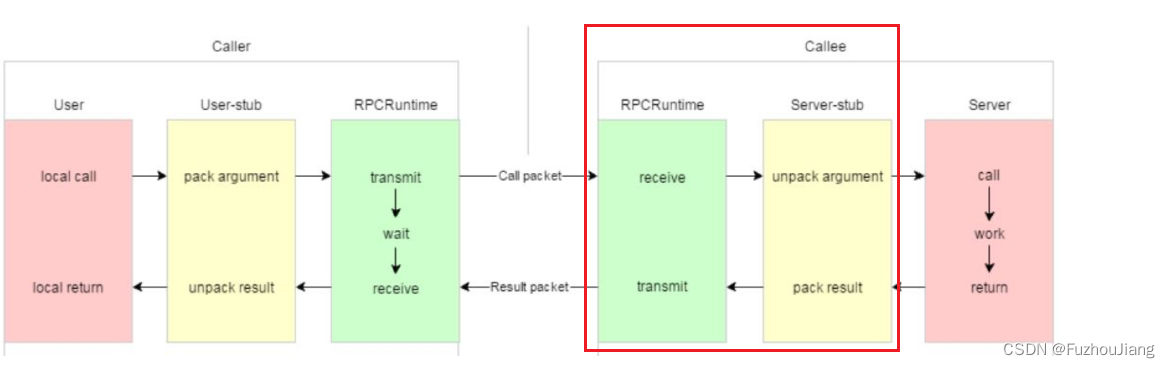 Caller
Callee
User
User-stub
RPCRuntime
RPCRuntime
Server-stub
Server
local call
pack argument
transmit
Call packet
receive
unpack argument
call
wait
work
local return
unpack result
receive
Result packet
transmit
pack result
return
CSDN @FuzhouJiang